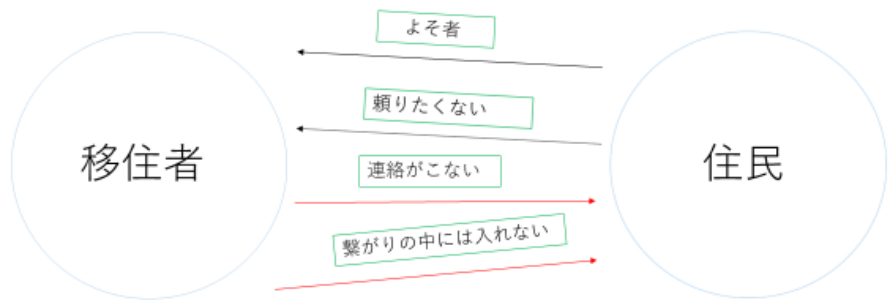 よそ者
頼りたくない
移住者
住民
連絡がこない
繋がりの中には入れない